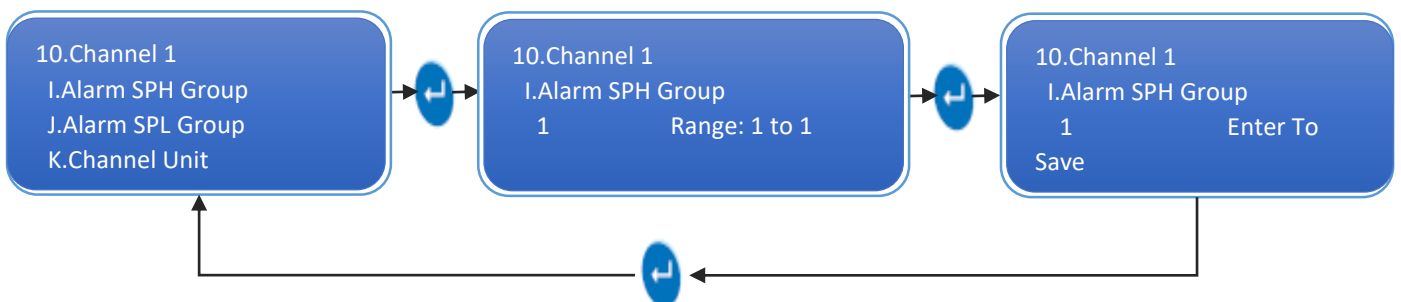 10.Channel 1
I.Alarm SPH Group
J.Alarm SPL Group
K.Channel Unit
10.Channel 1
I.Alarm SPH Group
1 Range: 1 to 1
10.Channel 1
I.Alarm SPH Group
1 Enter To
Save